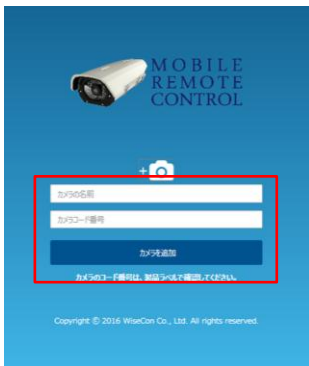 MOBILE
REMOTE
CONTROL
カメラの名前
カメラコード番号
カメラを追加
カメラのコード番号は、製品ラベルで確認してください。
Copyright © 2016 WiseCon Co., Ltd. All rights reserved.